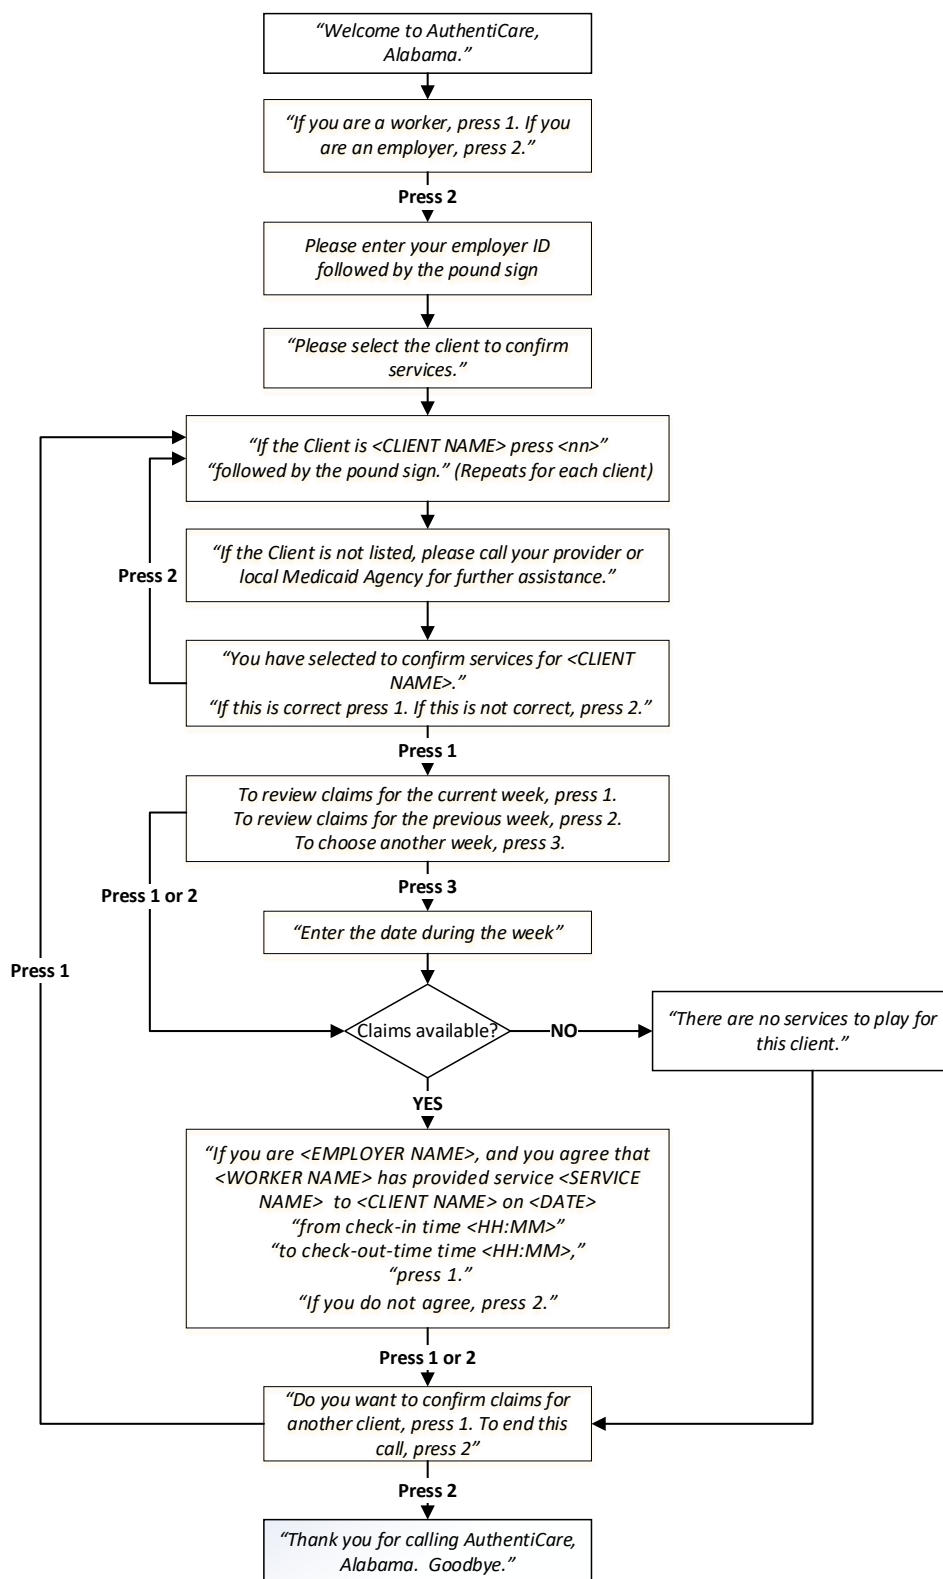 “Welcome to AuthentiCare,
Alabama.”
“If you are a worker, press 1. If you
are an employer, press 2.”
Press 2
Please enter your employer ID
followed by the pound sign
“Please select the client to confirm
services.”
“If the Client is <CLIENT NAME> press <nn>”
“followed by the pound sign.” (Repeats for each client)
“If the Client is not listed, please call your provider or
local Medicaid Agency for further assistance.”
Press 2
“You have selected to confirm services for <CLIENT
NAME>.”
“If this is correct press 1. If this is not correct, press 2.”
Press 1
To review claims for the current week, press 1.
To review claims for the previous week, press 2.
To choose another week, press 3.
Press 3
Press 1 or 2
“Enter the date during the week”
Press 1
Claims available?
NO
“There are no services to play for
this client.”
YES
“If you are <EMPLOYER NAME>, and you agree that
<WORKER NAME> has provided service <SERVICE
NAME> to <CLIENT NAME> on <DATE>
“from check-in time <HH:MM>”
“to check-out-time time <HH:MM>,”
“press 1.”
“If you do not agree, press 2.”
Press 1 or 2
“Do you want to confirm claims for
another client, press 1. To end this
call, press 2”
Press 2
“Thank you for calling AuthentiCare,
Alabama. Goodbye.”